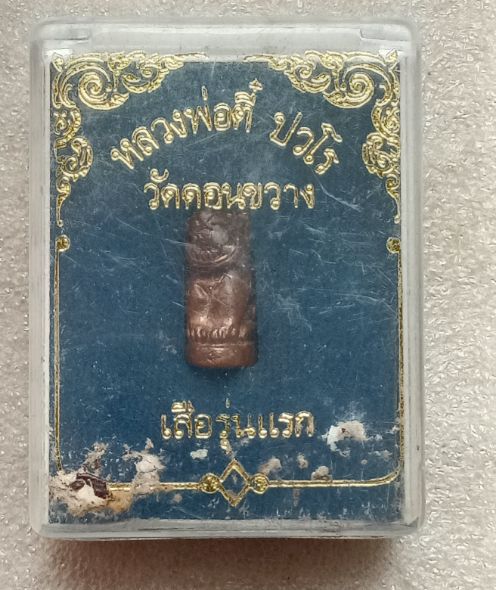 หลวงพ่อตี๋ ปวโร
วัดดอนขวาง
เสือรุ่นแรก